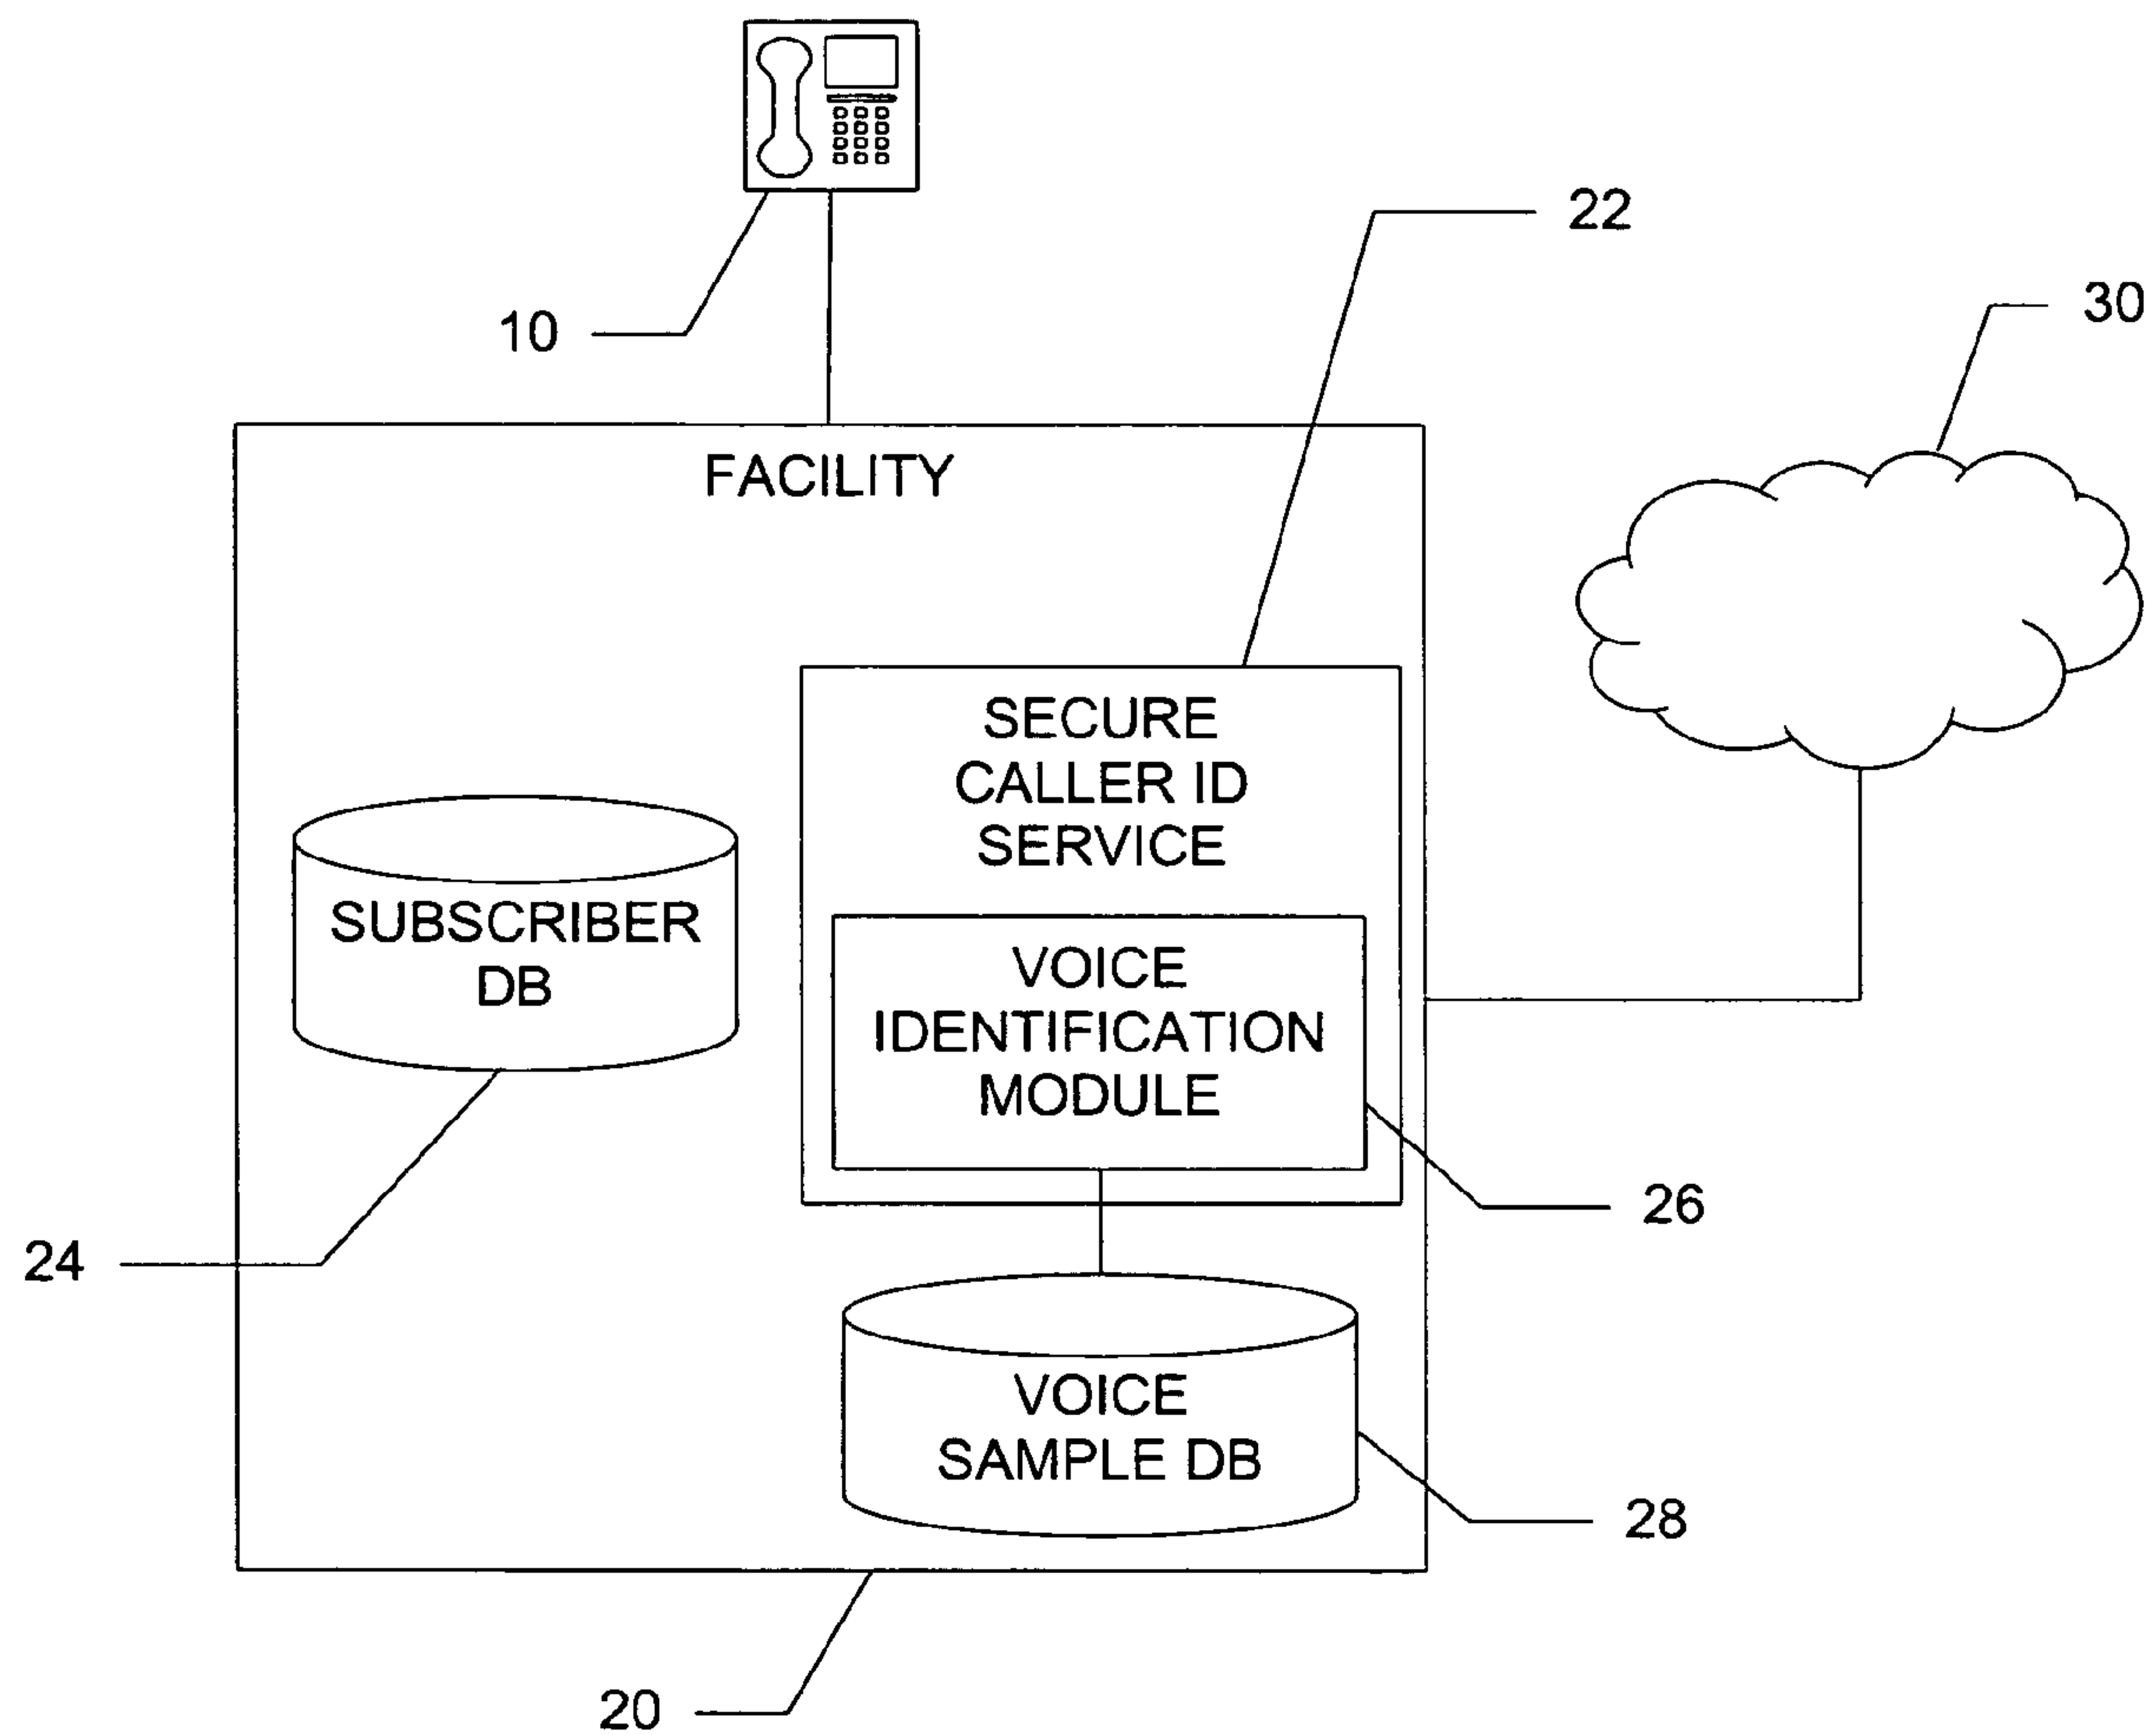 22
30
10
FACILITY
SECURE
CALLER ID
SERVICE
SUBSCRIBER
DB
VOICE
IDENTIFICATION
MODULE
26
24
VOICE
SAMPLE DB
28
20